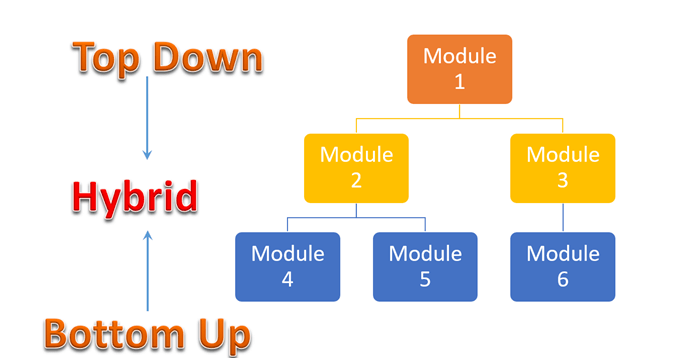 Top Down
Hybrid
Bottom Up
Module
1
Module
2
Module
3
Module
4
Module
5
Module
6